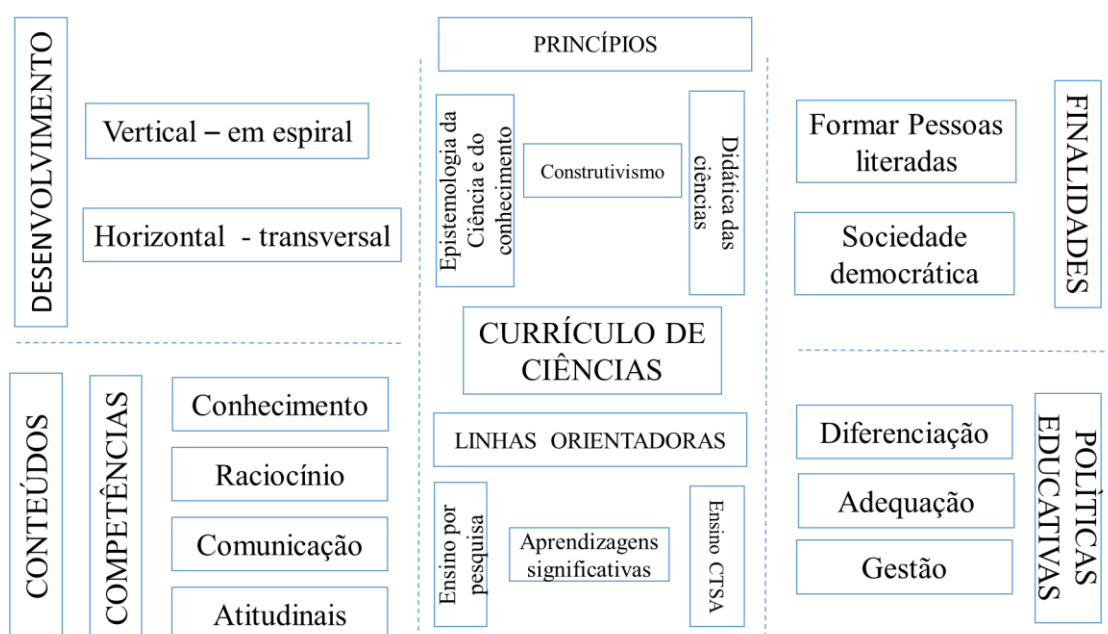 DESENVOLVIMENTO
Vertical – em espiral
Horizontal - transversal
PRINCÍPIOS
Epistemologia da
Ciência e do
conhecimento
Construtivismo
Didática das
ciências
Formar Pessoas
literadas
Sociedade
democrática
FINALIDADES
CURRÍCULO DE
CIÊNCIAS
CONTEÚDOS
COMPETÊNCIAS
Conhecimento
Raciocínio
Comunicação
Atitudinais
LINHAS ORIENTADORAS
Ensino por
pesquisa
Aprendizagens
significativas
Ensino CTSA
Diferenciação
Adequação
Gestão
POLÌTICAS
EDUCATIVAS